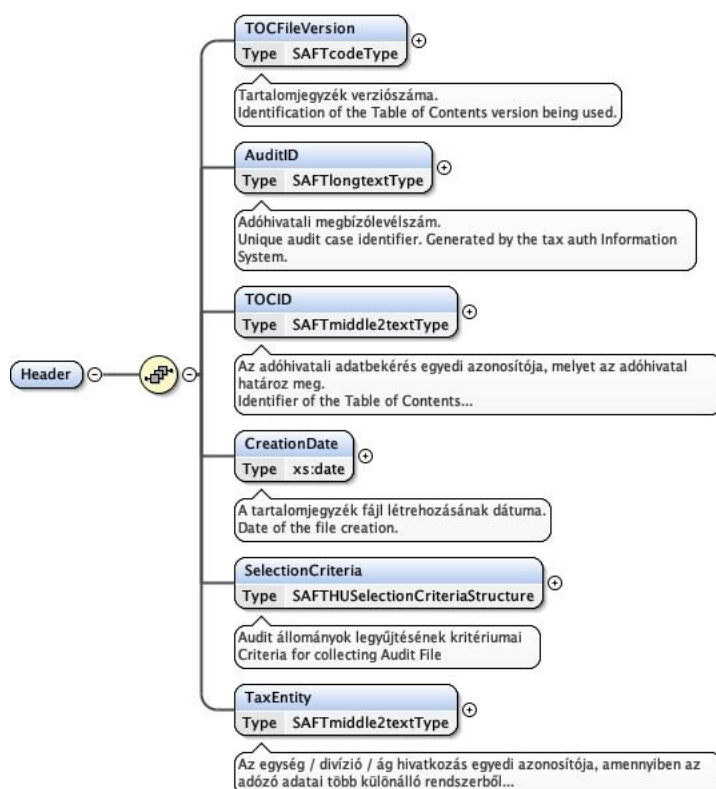 TOCFileVersion
Type SAFTcodeType
Tartalomjegyzék verziószáma.
Identification of the Table of Contents version being used.
AuditID
Type SAFTlongtextType
Adóhivatali megbízólevélszám.
Unique audit case identifier. Generated by the tax auth Information
System.
TOCID
Type SAFTmiddle2textType
Az adóhivatali adatbekérés egyedi azonosítója, melyet az adóhivatal
határoz meg.
Identifier of the Table of Contents...
Header
CreationDate
Type xs:date
A tartalomjegyzék fájl létrehozásának dátuma.
Date of the file creation.
SelectionCriteria
Type SAFTHUSelectionCriteriaStructure
Audit állományok legyűjtésének kritériumai
Criteria for collecting Audit File
TaxEntity
Type SAFTmiddle2textType
Az egység / divízió / ág hivatkozás egyedi azonosítója, amennyiben az
adózó adatai több különálló rendszerből...